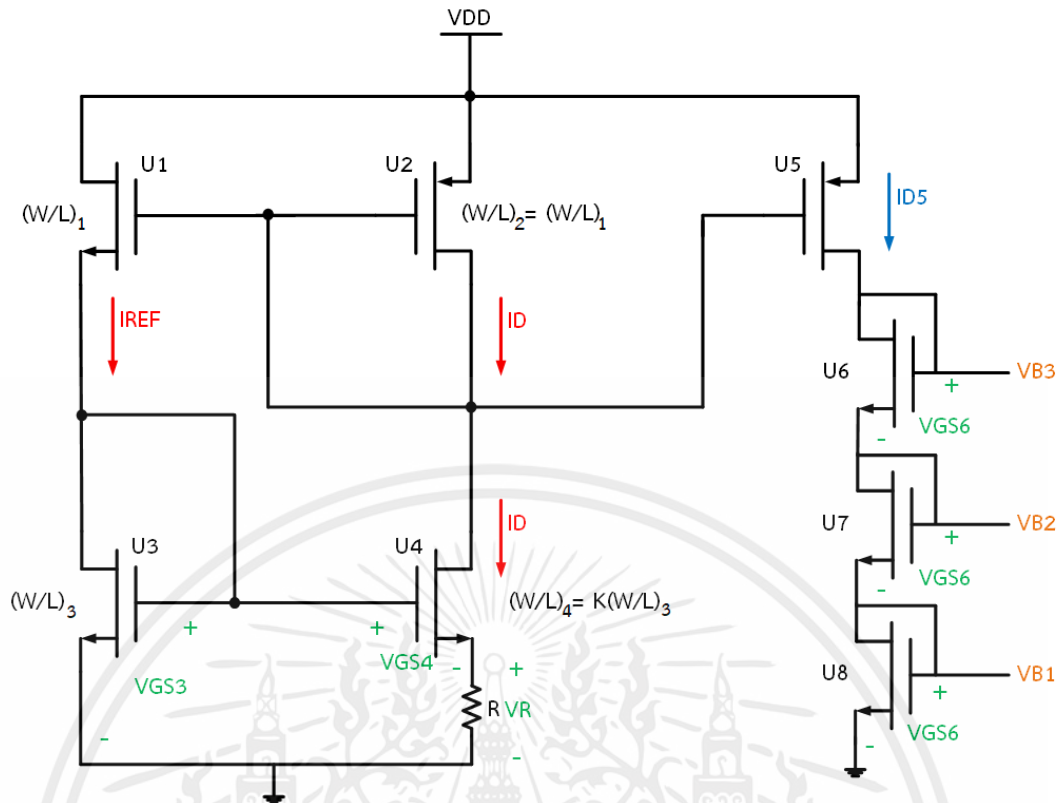 VDD
U1
U2
U5
(W/L)1
(W/L)2= (W/L)1
ID5
IREF
ID
U6
+
VB3
VGS6
-
ID
U7
+
VB2
VGS6
-
U3
U4
(W/L)3
(W/L)4= K(W/L)3
+
+
VGS3
VGS4
-
+
R
VR
-
-
U8
+
VB1
VGS6
-